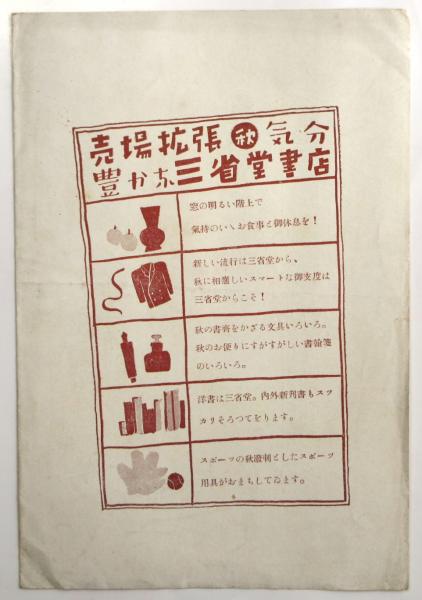 売場拡張 秋 気分
豊かな三省堂書店
窓の明るい階上で
気持のいゝお食事と御休息を!
新しい流行は三省堂から、
秋に相応しいスマートな御支度は
三省堂からこそ!
秋の書斎をかざる文具いろいろ。
秋のお便りにすがすがしい書翰箋
のいろいろ。
洋書は三省堂。内外新刊書もスツ
カリそろつてをります。
スポーツの秋溌剌としたスポーツ
用具がおまちしてゐます。